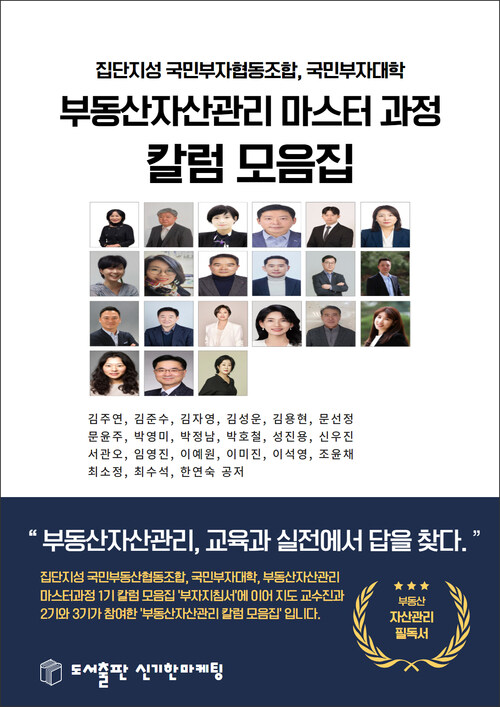 집단지성 국민부자협동조합, 국민부자대학
부동산자산관리 마스터 과정
칼럼 모음집
김주연, 김준수, 김자영, 김성운, 김용현, 문선정
문윤주, 박영미, 박정남, 박호철, 성진용, 신우진
서관오, 임영진, 이예원, 이미진, 이석영, 조윤채
최소정, 최수석, 한연숙 공저
“ 부동산자산관리, 교육과 실전에서 답을 찾다. ”
집단지성 국민부동산협동조합, 국민부자대학, 부동산자산관리
마스터과정 1기 칼럼 모음집 '부자지침서'에 이어 지도 교수진과
2기와 3기가 참여한 '부동산자산관리 칼럼 모음집' 입니다.
부동산
자산관리
필독서
도서출판 신기한마케팅